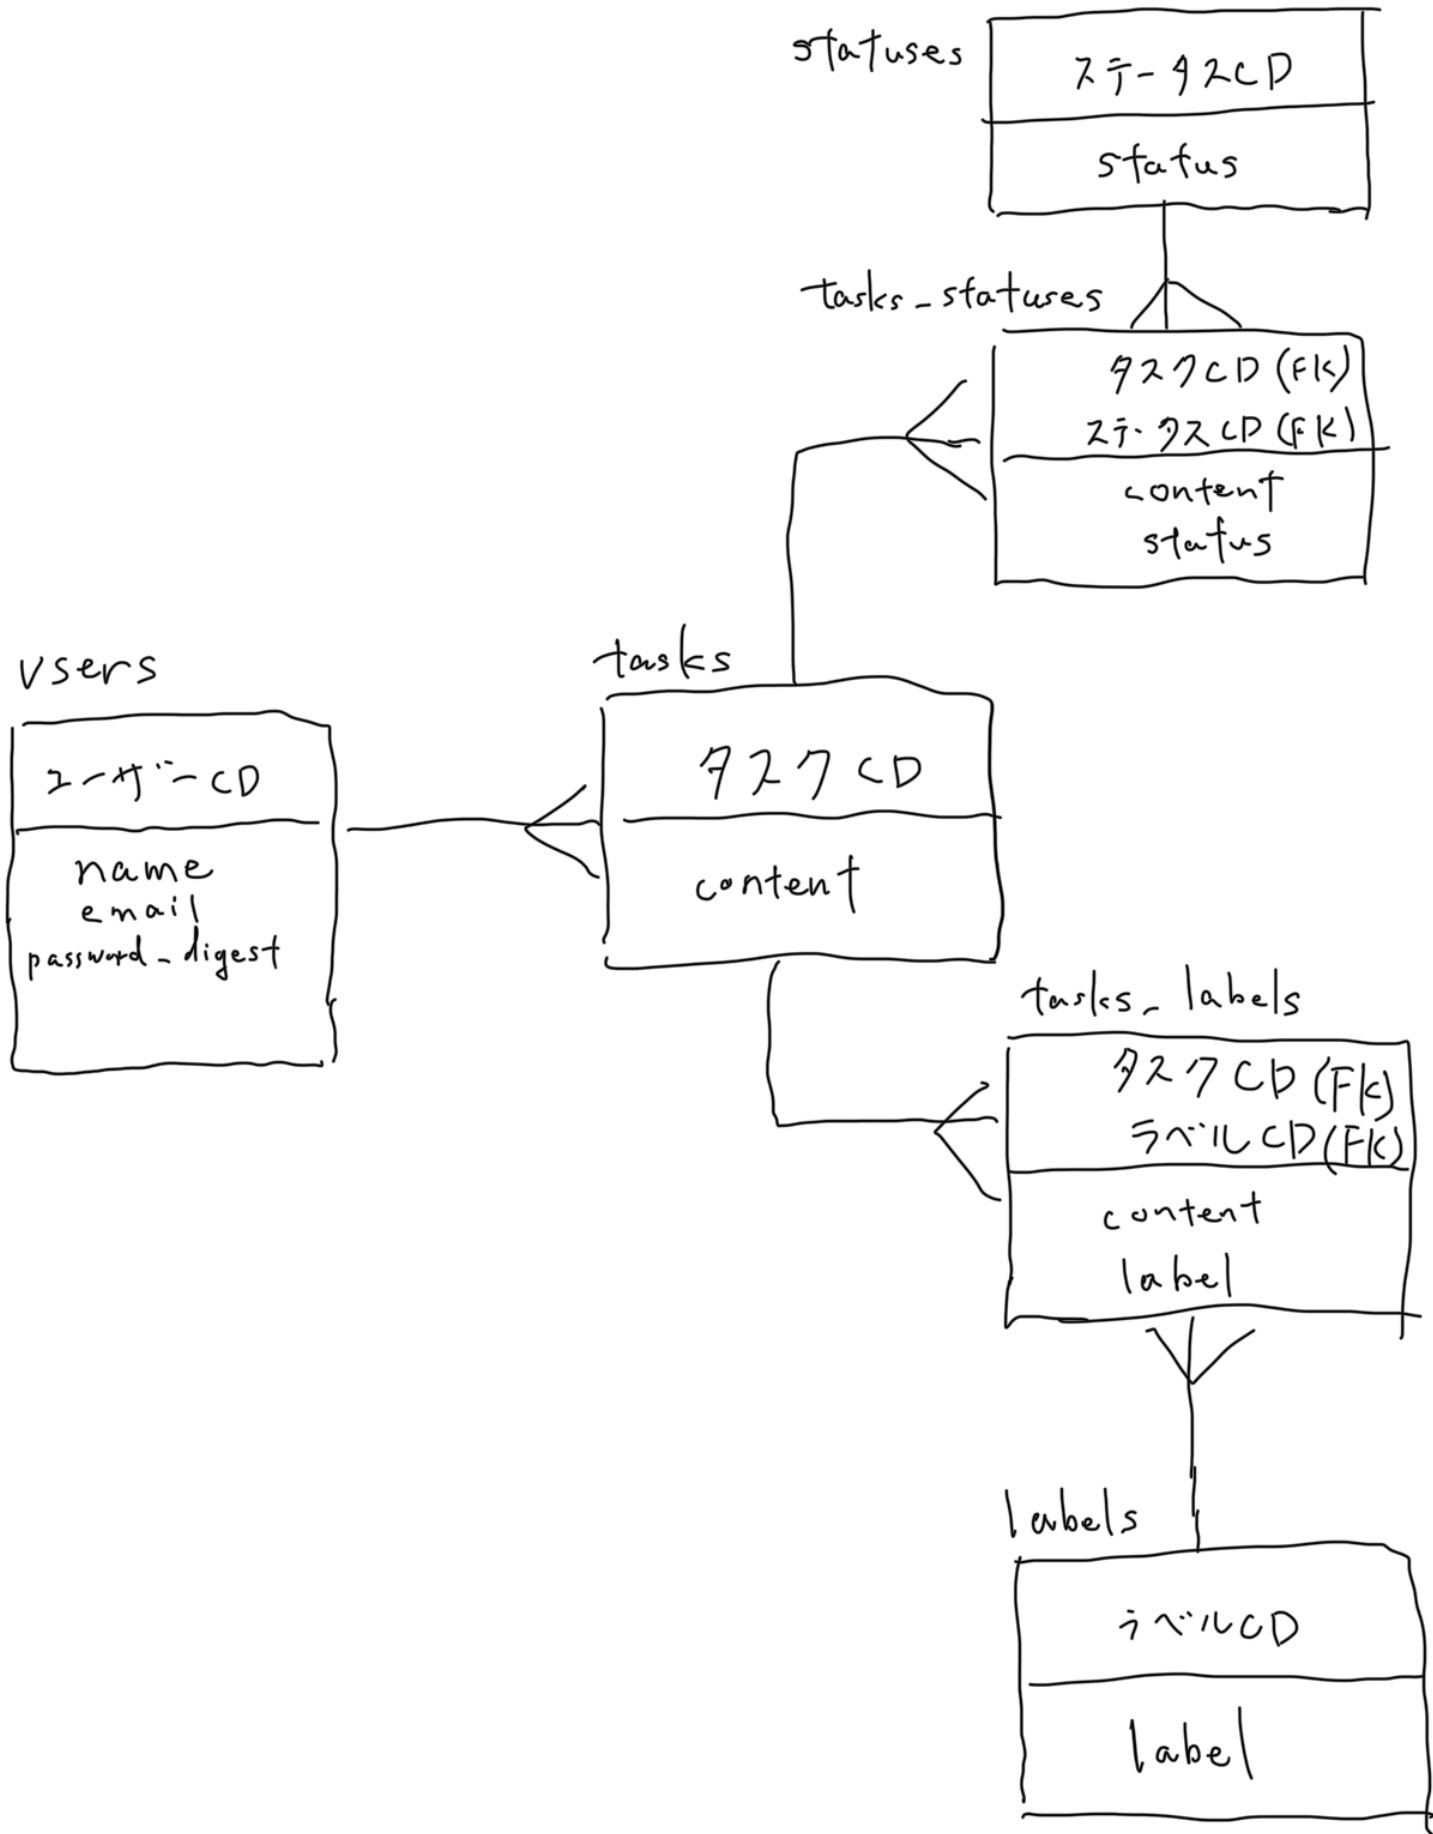 statuses
ステータスCD
status
tasks_statuses
タスクCD(FK)
ステータスCD(FK)
content
status
users
ユーザーCD
name
email
password_digest
tasks
タスクCD
content
tasks_labels
タスクCD(FK)
ラベルCD(FK)
content
label
labels
ラベルCD
label